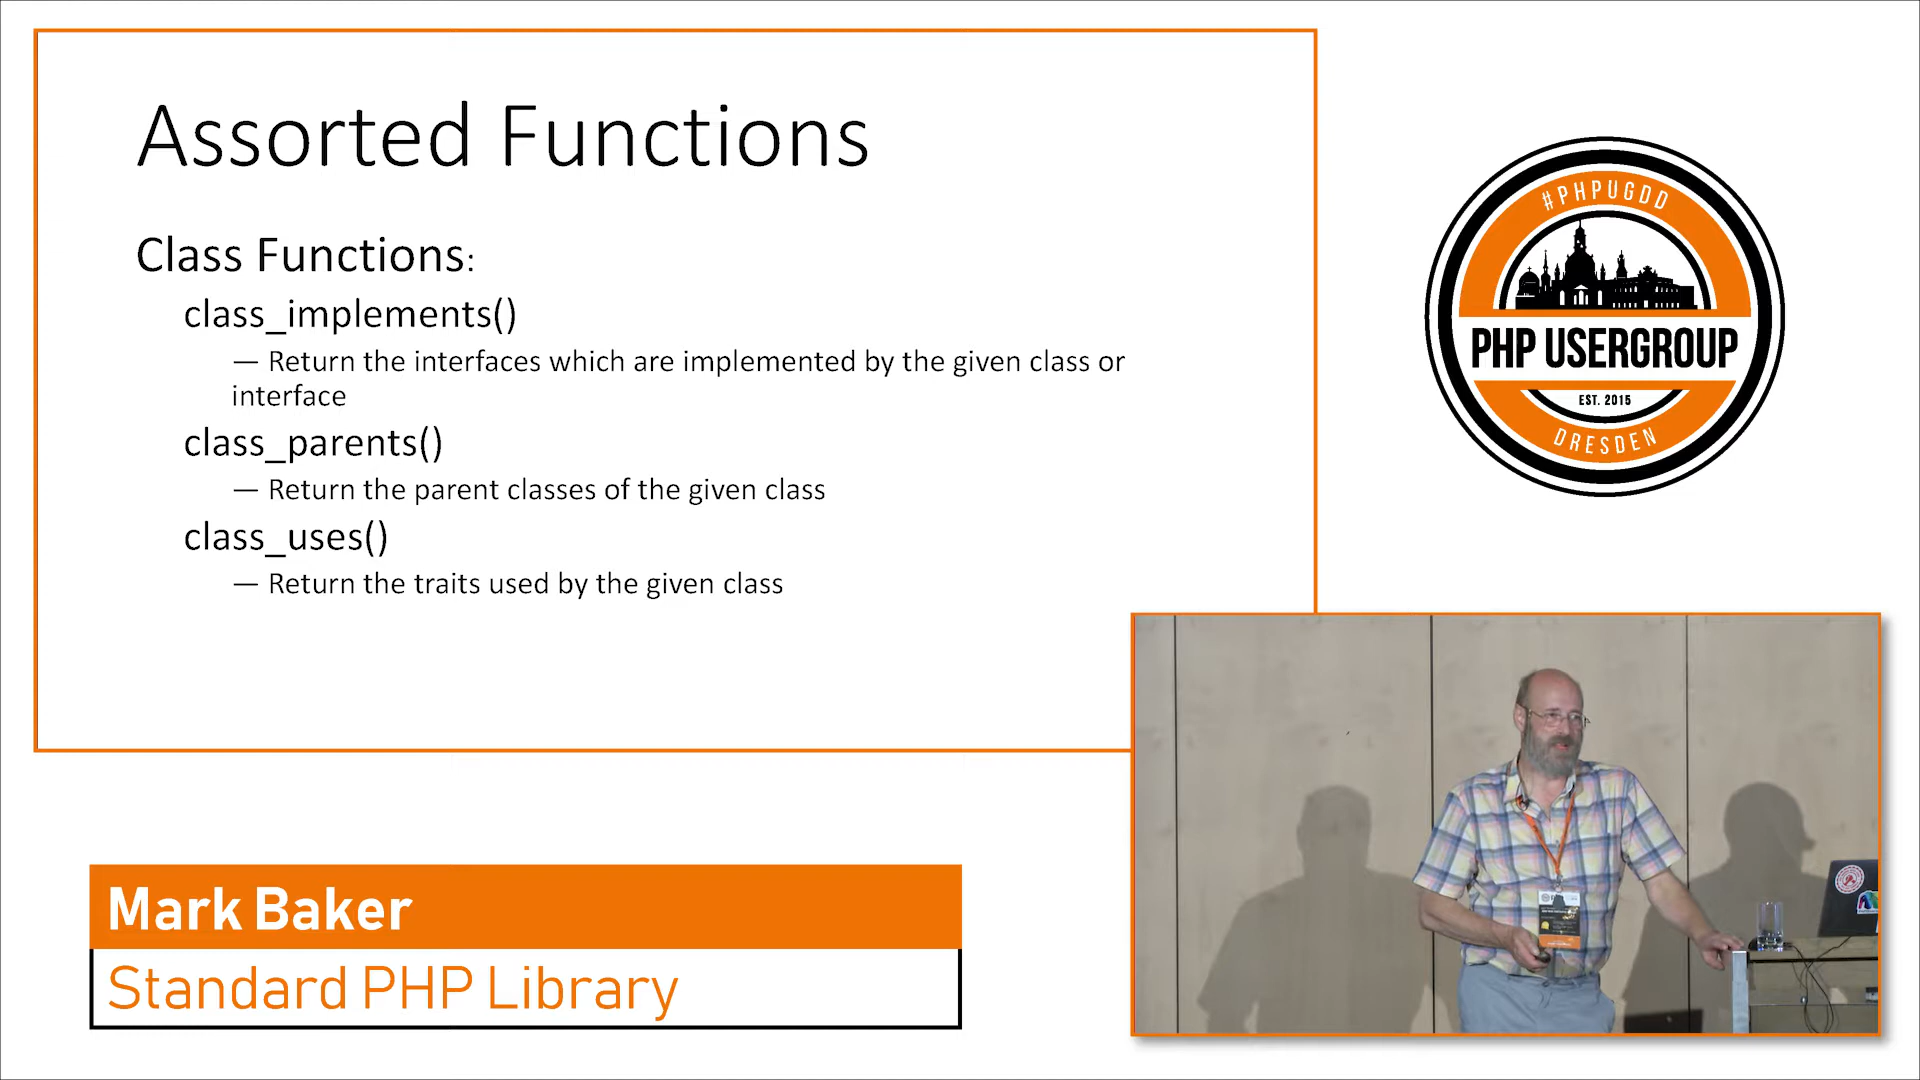 Assorted Functions
Class Functions:
class_implements()
— Return the interfaces which are implemented by the given class or
interface
class_parents()
— Return the parent classes of the given class
class_uses()
— Return the traits used by the given class
#PHPUGDD
PHP USERGROUP
EST. 2015
DRESDEN
Mark Baker
Standard PHP Library